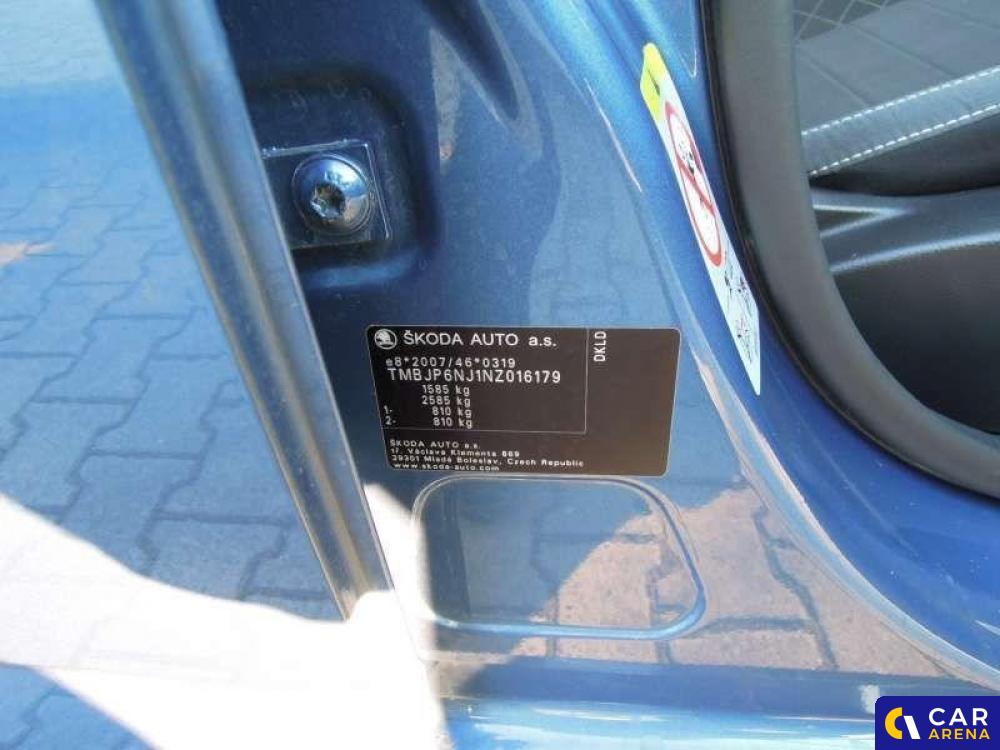 ŠKODA AUTO a.s.
DKLD
e8*2007/46*0319
TMBJP6NJ1NZ016179
1585 kg
2585 kg
1- 810 kg
2- 810 kg
ŠKODA AUTO a.s.
17. Václava Klementa 869
29301 Mladá Boleslav, Czech Republic
www.skoda-auto.com
CAR
ARENA